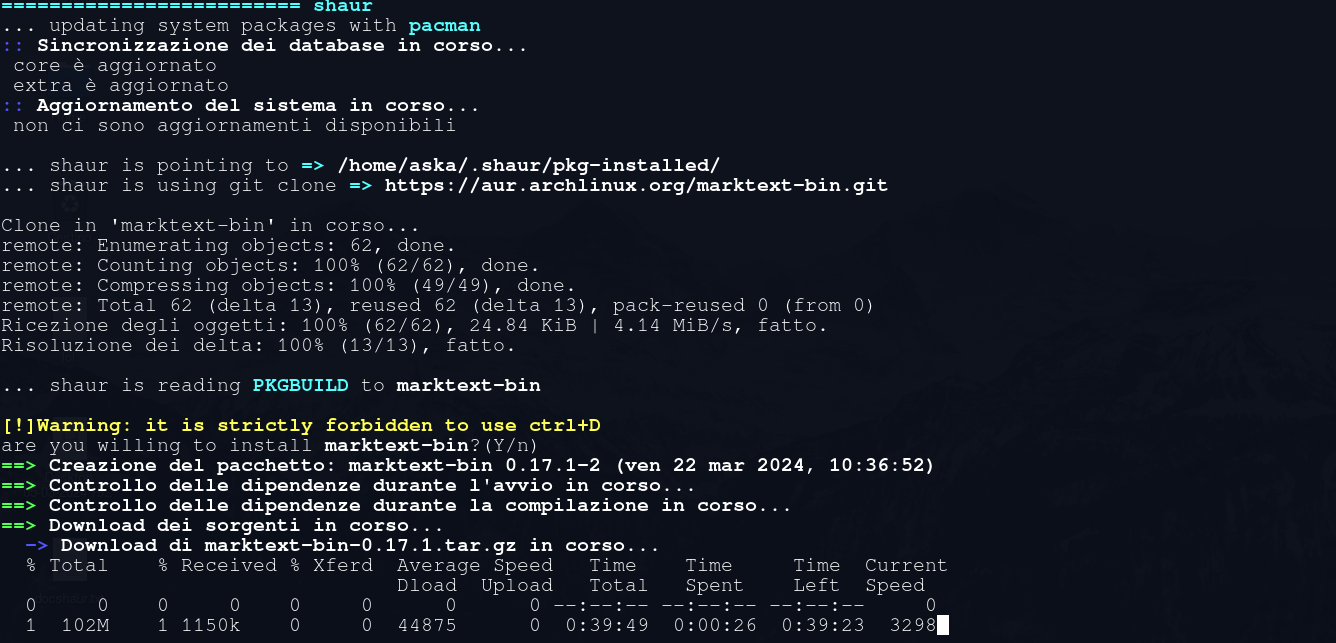 ========================= shaur
... updating system packages with pacman
:: Sincronizzazione dei database in corso...
 core è aggiornato
 extra è aggiornato
:: Aggiornamento del sistema in corso...
 non ci sono aggiornamenti disponibili

... shaur is pointing to => /home/aska/.shaur/pkg-installed/
... shaur is using git clone => https://aur.archlinux.org/marktext-bin.git

Clone in 'marktext-bin' in corso...
remote: Enumerating objects: 62, done.
remote: Counting objects: 100% (62/62), done.
remote: Compressing objects: 100% (49/49), done.
remote: Total 62 (delta 13), reused 62 (delta 13), pack-reused 0 (from 0)
Ricezione degli oggetti: 100% (62/62), 24.84 KiB | 4.14 MiB/s, fatto.
Risoluzione dei delta: 100% (13/13), fatto.

... shaur is reading PKGBUILD to marktext-bin

[!]Warning: it is strictly forbidden to use ctrl+D
are you willing to install marktext-bin?(Y/n)
==> Creazione del pacchetto: marktext-bin 0.17.1-2 (ven 22 mar 2024, 10:36:52)
==> Controllo delle dipendenze durante l'avvio in corso...
==> Controllo delle dipendenze durante la compilazione in corso...
==> Download dei sorgenti in corso...
  -> Download di marktext-bin-0.17.1.tar.gz in corso...
  % Total    % Received % Xferd  Average Speed   Time    Time     Time  Current
                                 Dload  Upload   Total   Spent    Left  Speed
  0     0    0     0    0     0      0      0 --:--:-- --:--:-- --:--:--     0
  1  102M    1 1150k    0     0  44875      0  0:39:49  0:00:26  0:39:23  3298